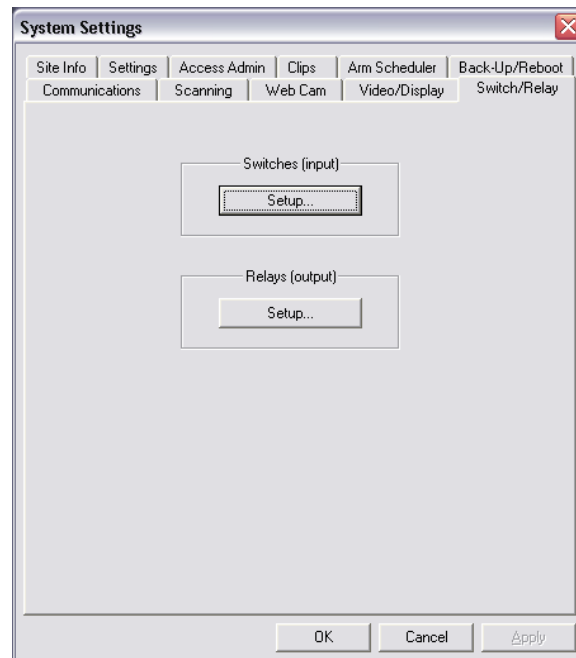 System Settings
Site Info Settings Access Admin Clips Arm Scheduler Back-Up/Reboot
Communications Scanning Web Cam Video/Display Switch/Relay
Switches (input)
Setup...
Relays (output)
Setup...
OK Cancel Apply